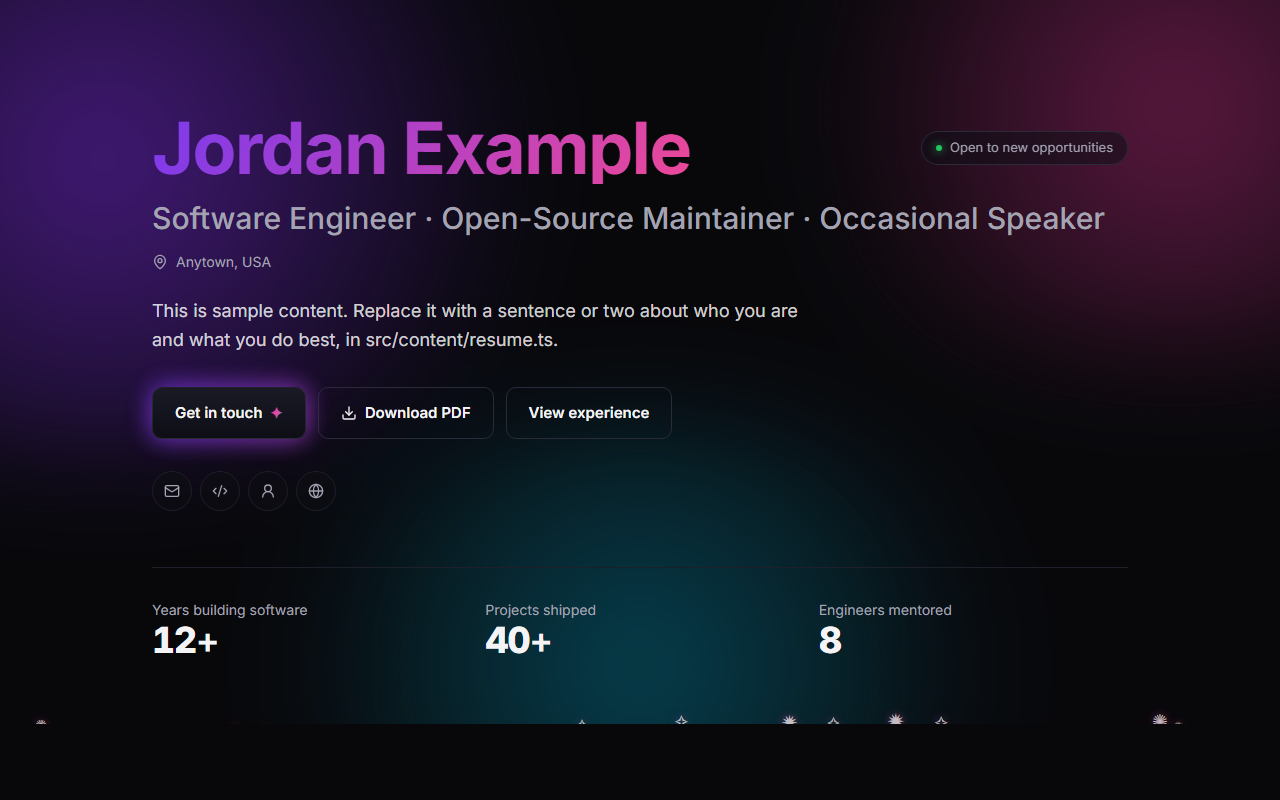 Jordan Example
Open to new opportunities
Software Engineer · Open-Source Maintainer · Occasional Speaker
Anytown, USA
This is sample content. Replace it with a sentence or two about who you are
and what you do best, in src/content/resume.ts.
Get in touch ✦
Download PDF
View experience
Years building software
12+
Projects shipped
40+
Engineers mentored
8